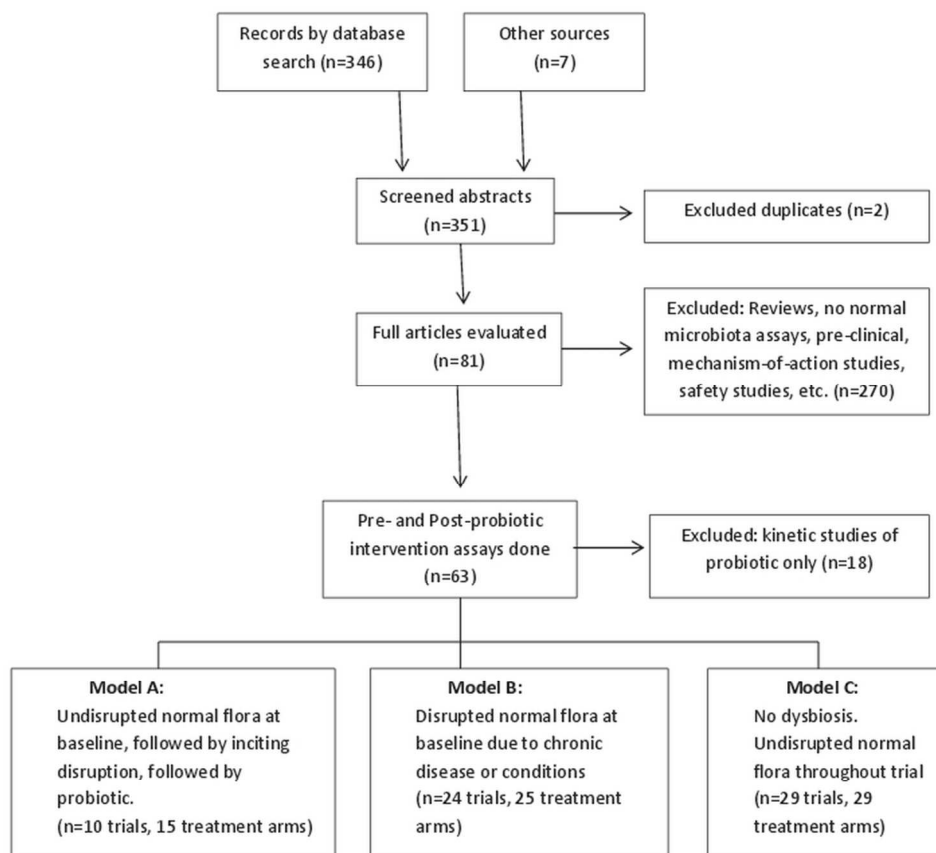 Records by database
search (n=346)
Other sources
(n=7)
Screened abstracts
(n=351)
Excluded duplicates (n=2)
Full articles evaluated
(n=81)
Excluded: Reviews, no normal
microbiota assays, pre-clinical,
mechanism-of-action studies,
safety studies, etc. (n=270)
Pre- and Post-probiotic
intervention assays done
(n=63)
Excluded: kinetic studies of
probiotic only (n=18)
Model A:
Undisrupted normal flora at
baseline, followed by inciting
disruption, followed by
probiotic.
(n=10 trials, 15 treatment arms)
Model B:
Disrupted normal flora at
baseline due to chronic
disease or conditions
(n=24 trials, 25 treatment
arms)
Model C:
No dysbiosis.
Undisrupted normal
flora throughout trial
(n=29 trials, 29
treatment arms)